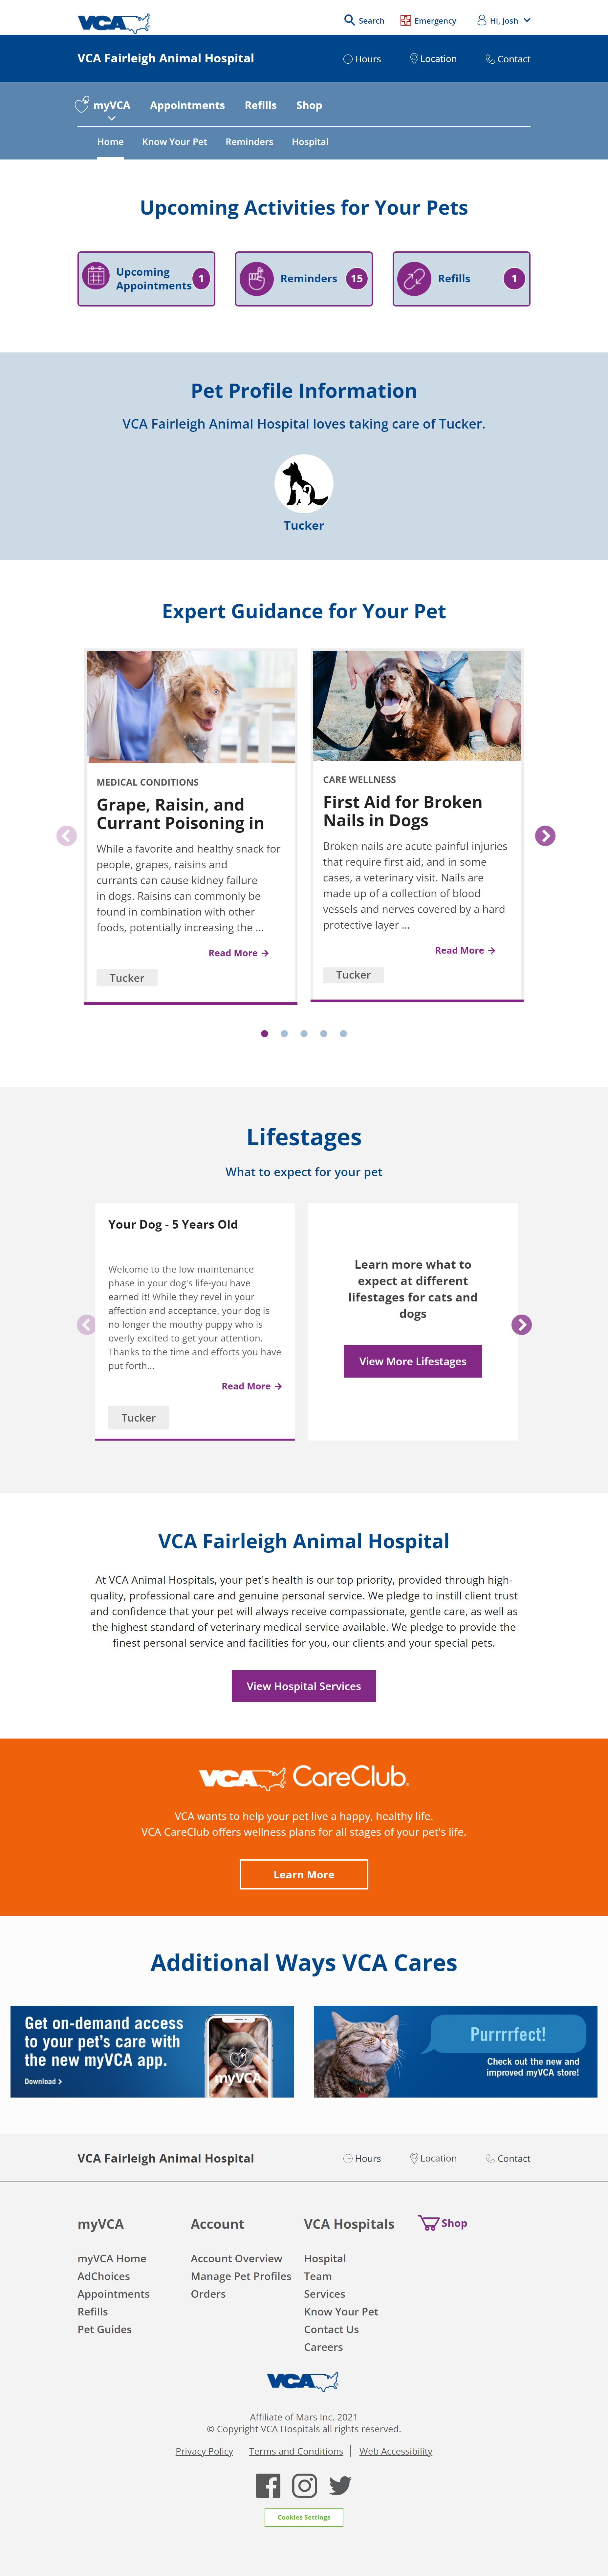 VCA
Search
Emergency
Hi, Josh
VCA Fairleigh Animal Hospital
Hours
Location
Contact
myVCA
Appointments
Refills
Shop
Home
Know Your Pet
Reminders
Hospital
Upcoming Activities for Your Pets
Upcoming
Appointments
1
Reminders
15
Refills
1
Pet Profile Information
VCA Fairleigh Animal Hospital loves taking care of Tucker.
Tucker
Expert Guidance for Your Pet
MEDICAL CONDITIONS
Grape, Raisin, and
Currant Poisoning in
While a favorite and healthy snack for
people, grapes, raisins and
currants can cause kidney failure
in dogs. Raisins can commonly be
found in combination with other
foods, potentially increasing the ...
Read More →
Tucker
CARE WELLNESS
First Aid for Broken
Nails in Dogs
Broken nails are acute painful injuries
that require first aid, and in some
cases, a veterinary visit. Nails are
made up of a collection of blood
vessels and nerves covered by a hard
protective layer ...
Read More →
Tucker
Lifestages
What to expect for your pet
Your Dog - 5 Years Old
Welcome to the low-maintenance
phase in your dog's life-you have
earned it! While they revel in your
affection and acceptance, your dog is
no longer the mouthy puppy who is
overly excited to get your attention.
Thanks to the time and efforts you have
put forth...
Read More →
Tucker
Learn more what to
expect at different
lifestages for cats and
dogs
View More Lifestages
VCA Fairleigh Animal Hospital
At VCA Animal Hospitals, your pet's health is our top priority, provided through high-
quality, professional care and genuine personal service. We pledge to instill client trust
and confidence that your pet will always receive compassionate, gentle care, as well as
the highest standard of veterinary medical service available. We pledge to provide the
finest personal service and facilities for you, our clients and your special pets.
View Hospital Services
VCA CareClub®
VCA wants to help your pet live a happy, healthy life.
VCA CareClub offers wellness plans for all stages of your pet's life.
Learn More
Additional Ways VCA Cares
Get on-demand access
to your pet's care with
the new myVCA app.
Download >
myVCA
Purrrrfect!
Check out the new and
improved myVCA store!
VCA Fairleigh Animal Hospital
Hours
Location
Contact
myVCA
myVCA Home
AdChoices
Appointments
Refills
Pet Guides
Account
Account Overview
Manage Pet Profiles
Orders
VCA Hospitals
Hospital
Team
Services
Know Your Pet
Contact Us
Careers
Shop
VCA
Affiliate of Mars Inc. 2021
© Copyright VCA Hospitals all rights reserved.
Privacy Policy | Terms and Conditions | Web Accessibility
Cookies Settings